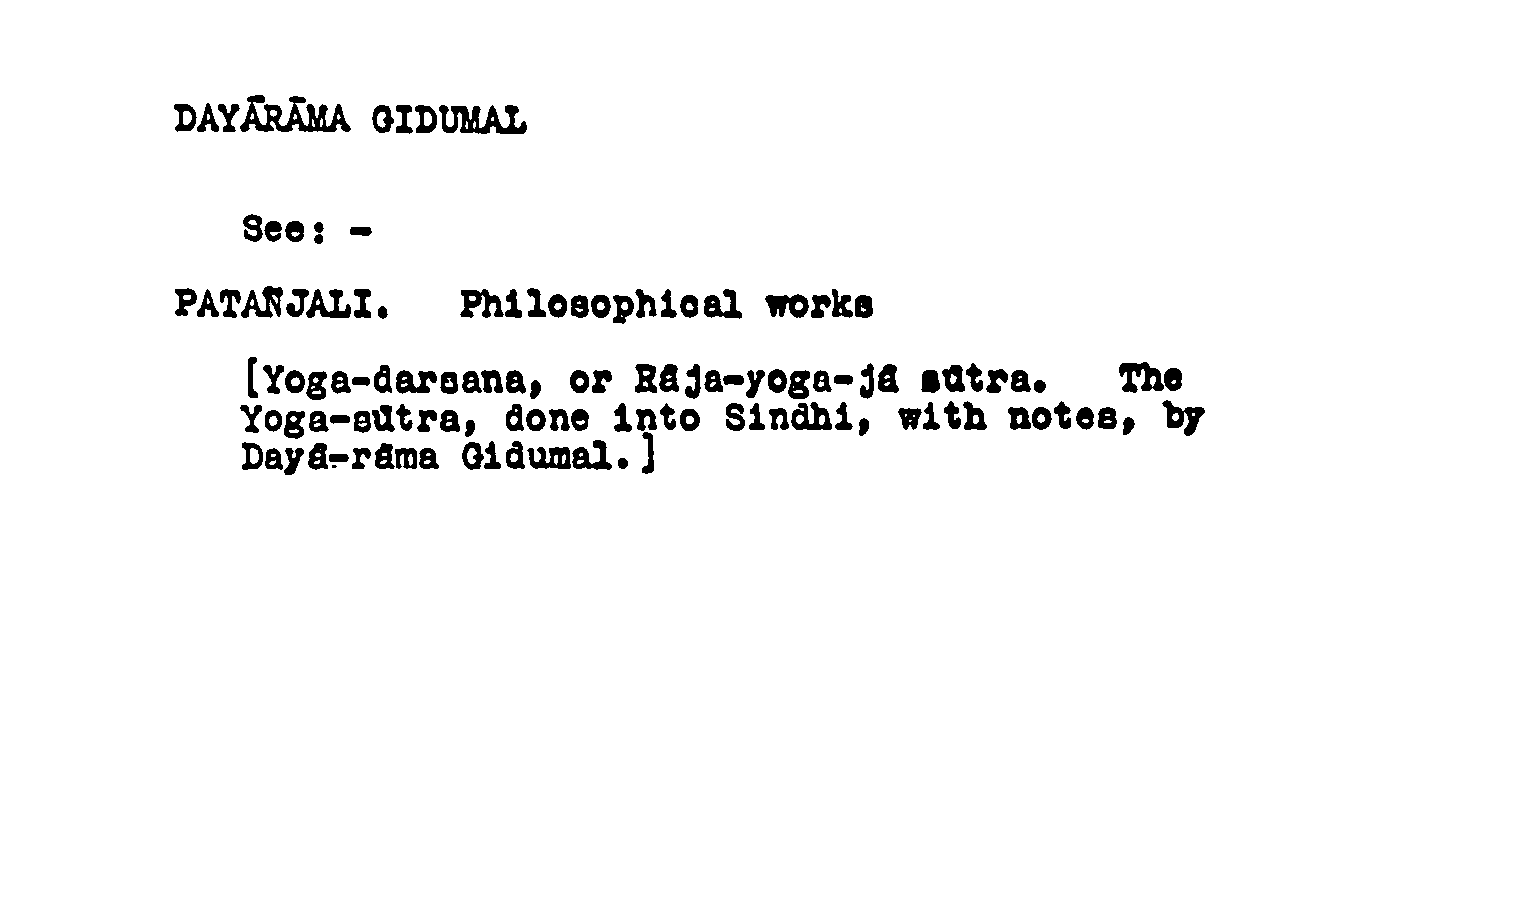 DAYĀRĀMA GIDUMAL
See: -
PATAÑJALI. Philosophical works
[Yoga-darsana, or Rāja-yoga-jā sūtra. The
Yoga-sūtra, done into Sindhi, with notes, by
Dayā-rāma Gidumal.]